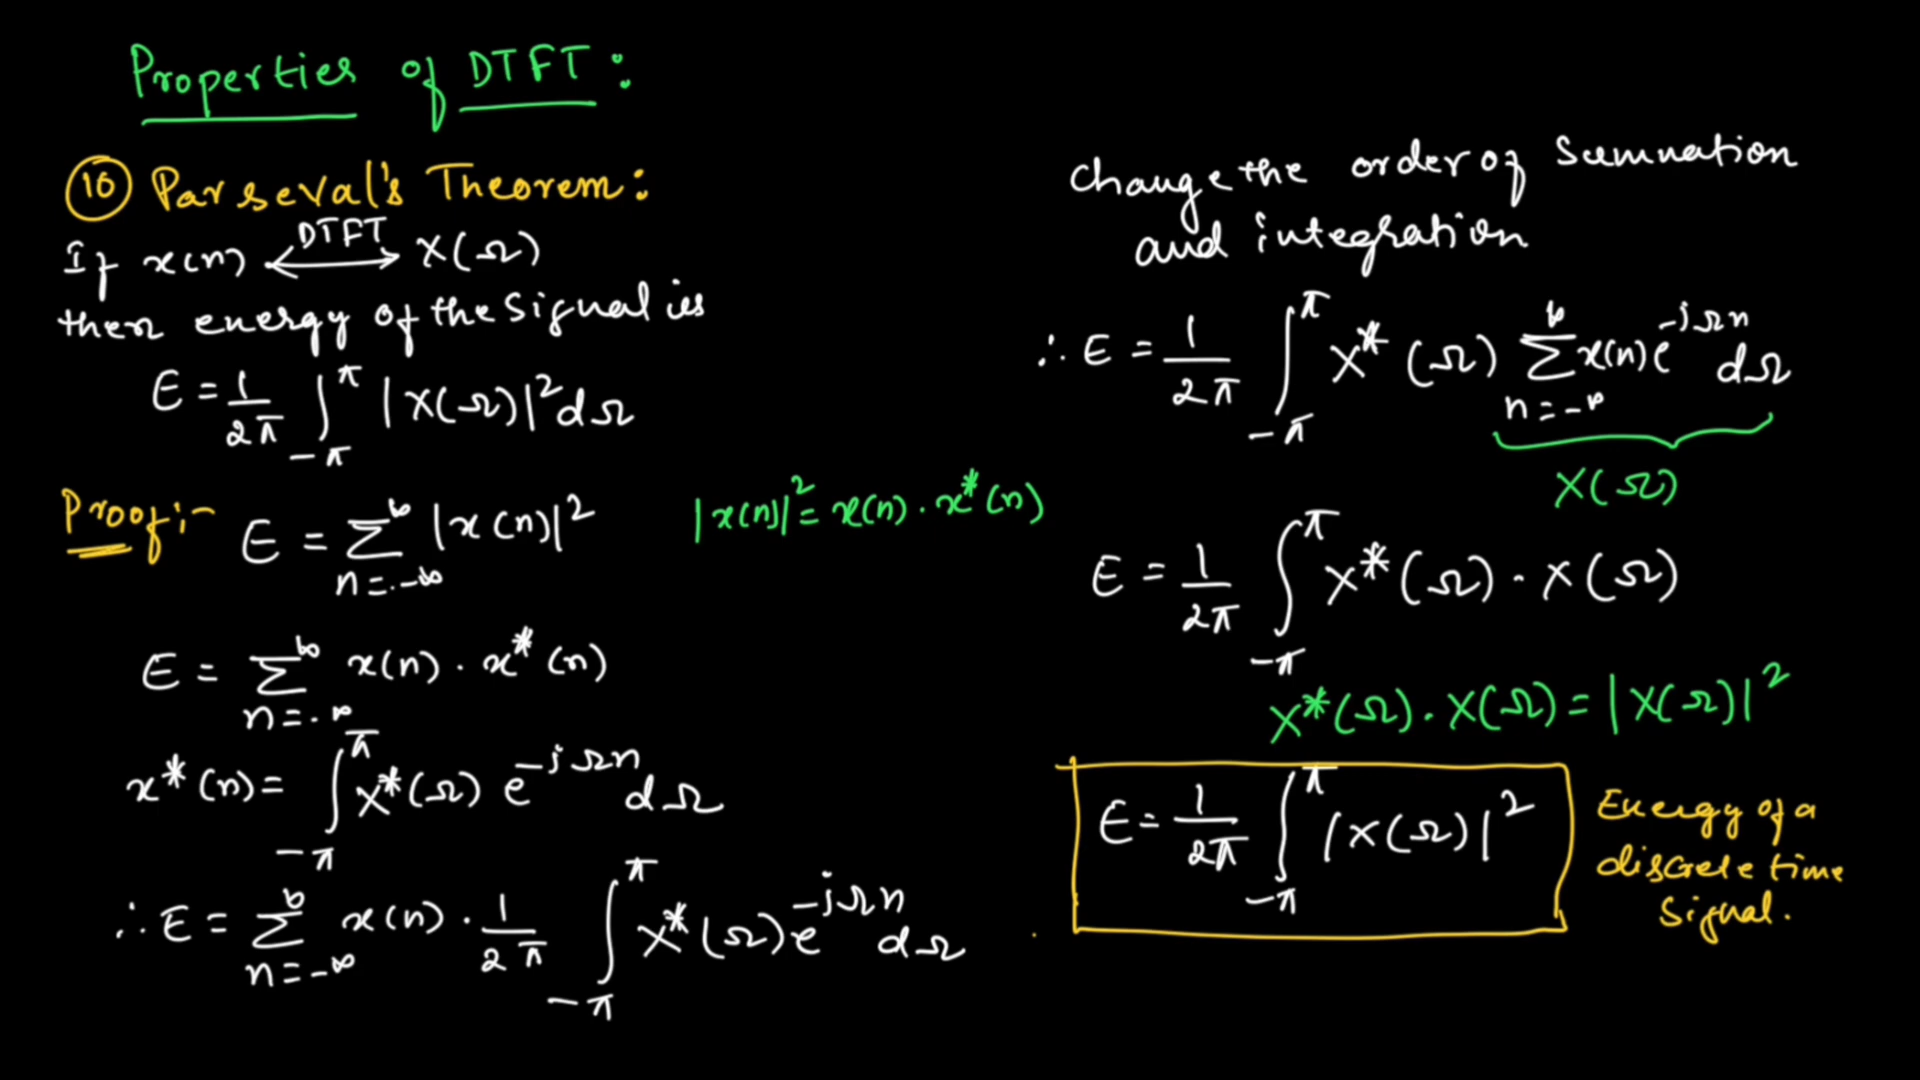 Properties of DTFT:
10 Parseval's Theorem:
If x(n) <--DTFT--> X(Ω)
then energy of the signal is
E = 1/2π ∫_{-π}^{π} |X(Ω)|² dΩ
Proof:- E = Σ_{n=-∞}^{∞} |x(n)|² |x(n)|² = x(n) . x*(n)
E = Σ_{n=-∞}^{∞} x(n) . x*(n)
x*(n) = ∫_{-π}^{π} X*(Ω) e^{-jΩn} dΩ
∴ E = Σ_{n=-∞}^{∞} x(n) . 1/2π ∫_{-π}^{π} X*(Ω) e^{-jΩn} dΩ
change the order of summation
and integration
∴ E = 1/2π ∫_{-π}^{π} X*(Ω) Σ_{n=-∞}^{∞} x(n) e^{-jΩn} dΩ
X(Ω)
E = 1/2π ∫_{-π}^{π} X*(Ω) . X(Ω)
X*(Ω) . X(Ω) = |X(Ω)|²
E = 1/2π ∫_{-π}^{π} |X(Ω)|²
Energy of a
discrete time
signal.